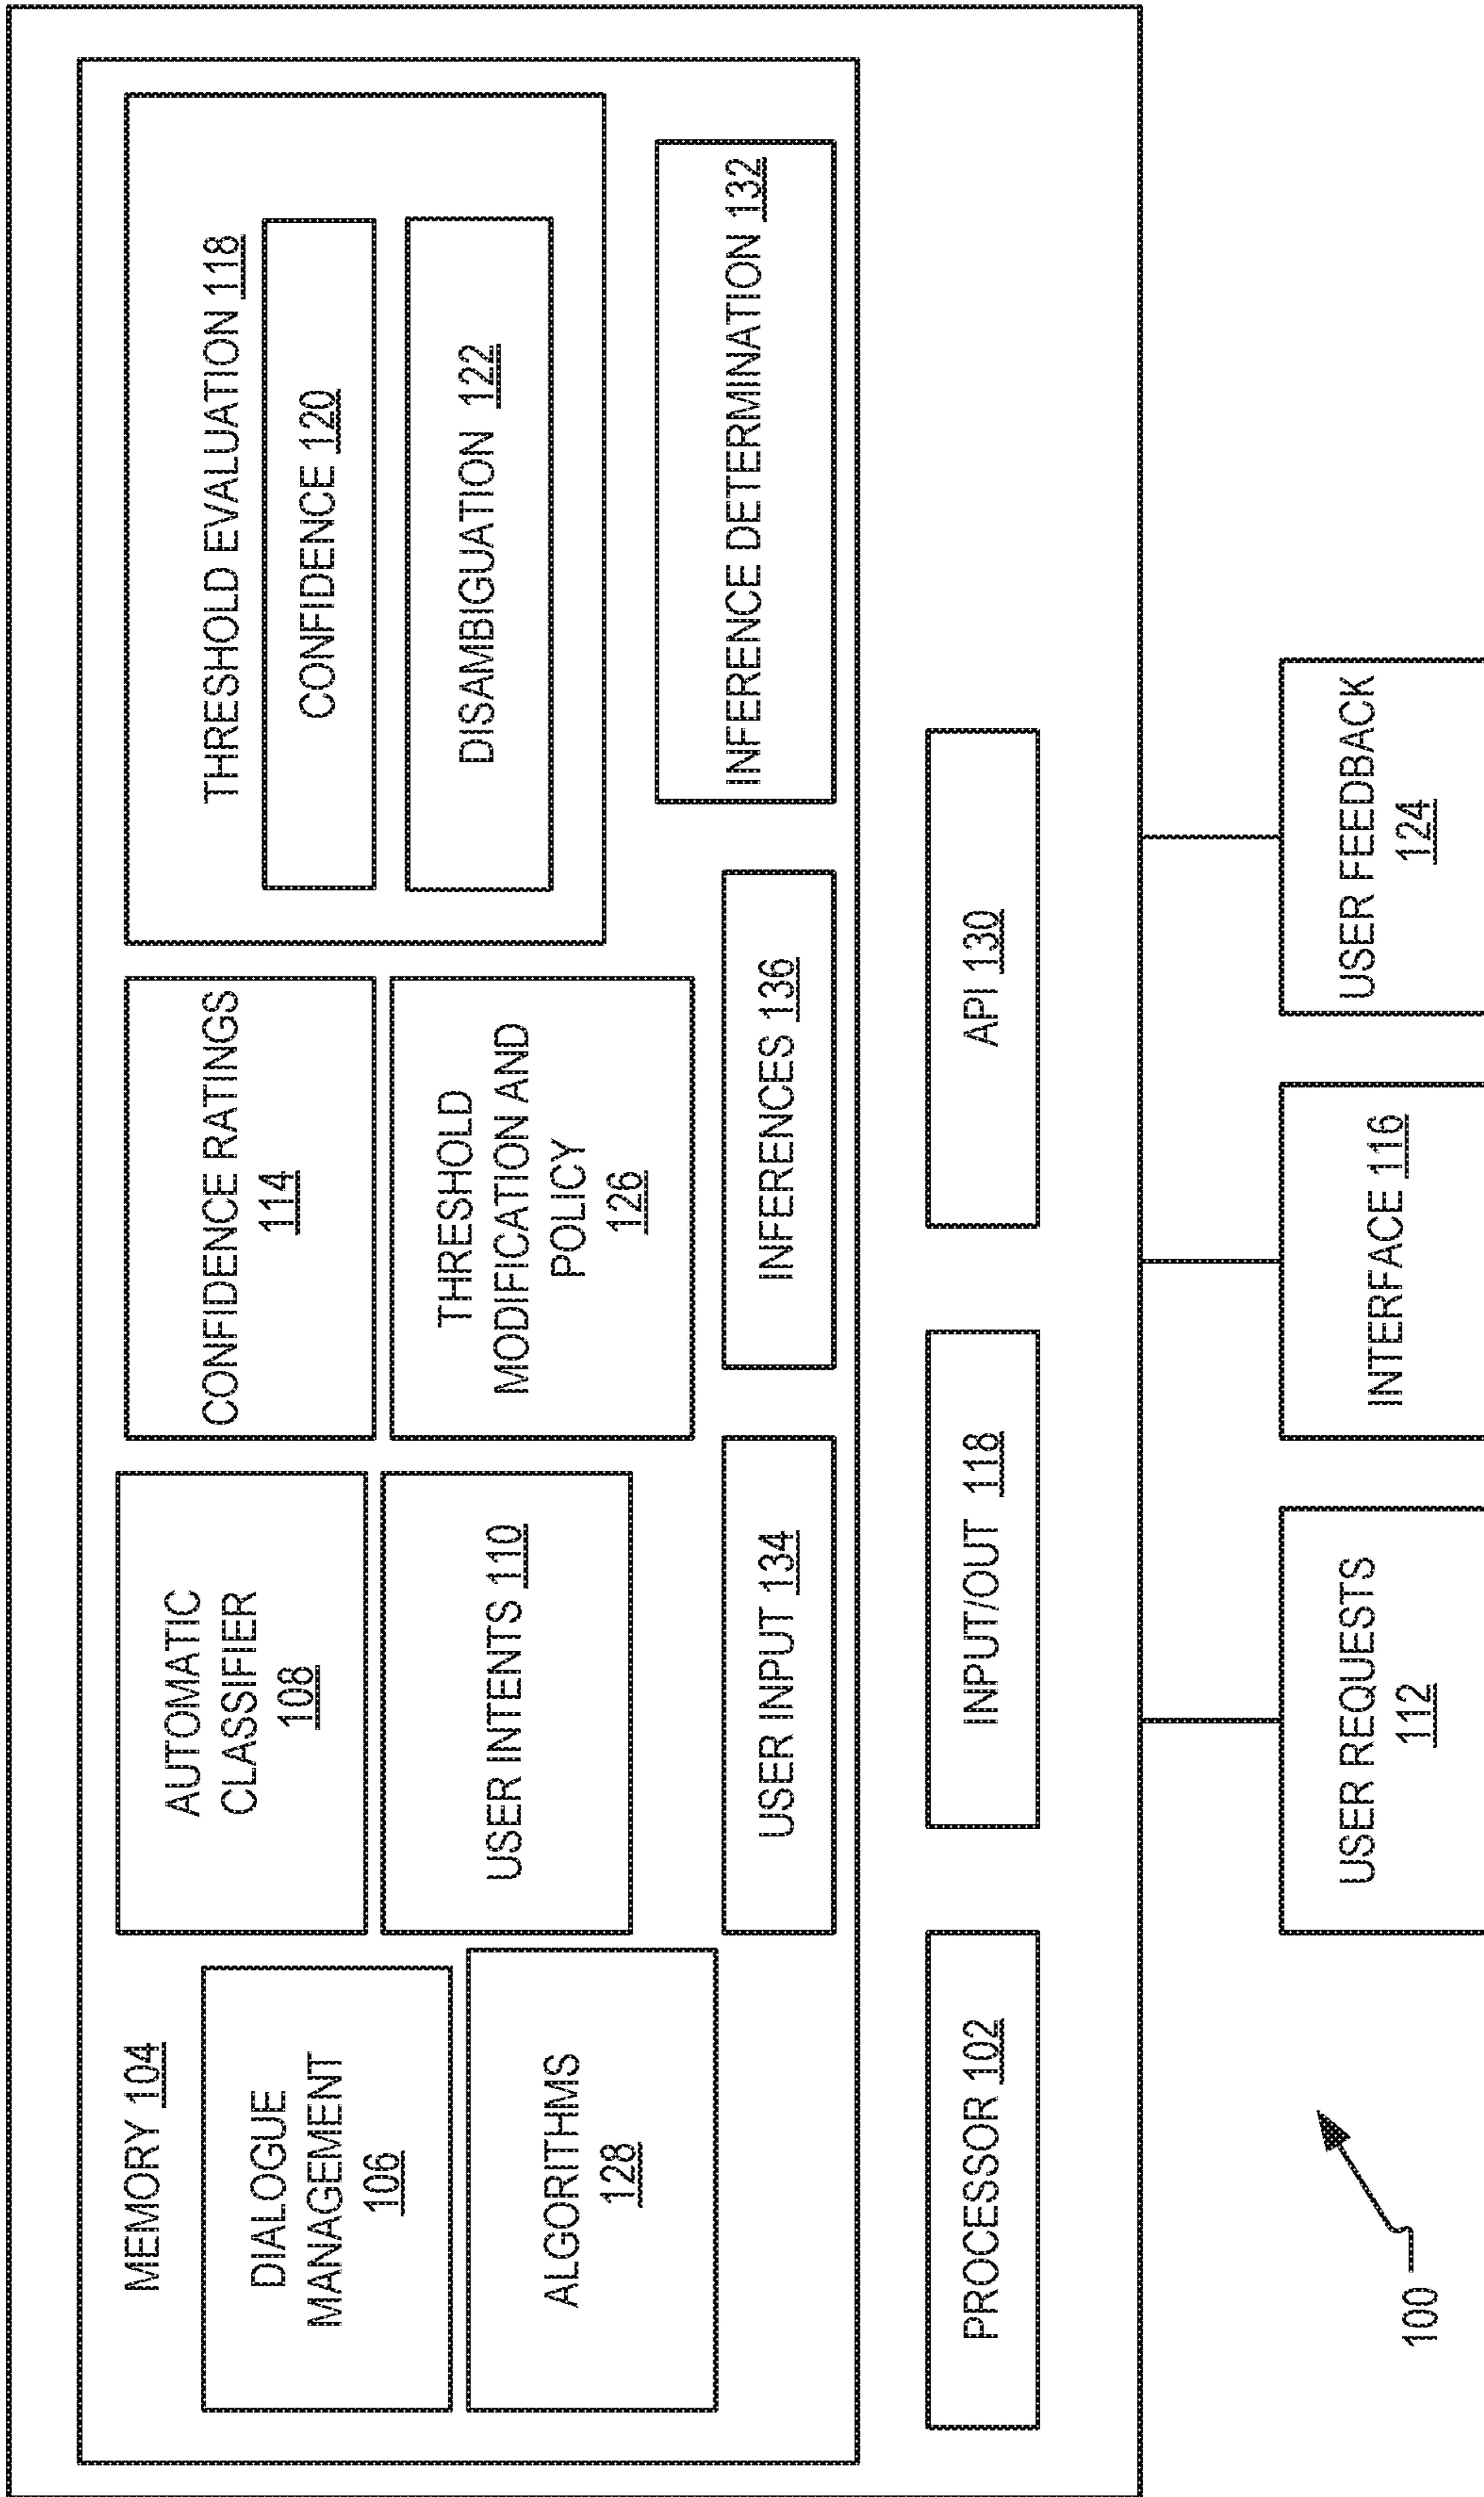 MEMORY 104
DIALOGUE
MANAGEMENT
106
ALGORITHMS
128
AUTOMATIC
CLASSIFIER
108
USER INTENTS 110
USER INPUT 134
CONFIDENCE RATINGS
114
THRESHOLD
MODIFICATION AND
POLICY
126
INFERENCES 136
THRESHOLD EVALUATION 118
CONFIDENCE 120
DISAMBIGUATION 122
INFERENCE DETERMINATION 132
PROCESSOR 102
INPUT/OUT 118
API 130
USER REQUESTS
112
INTERFACE 116
USER FEEDBACK
124
100